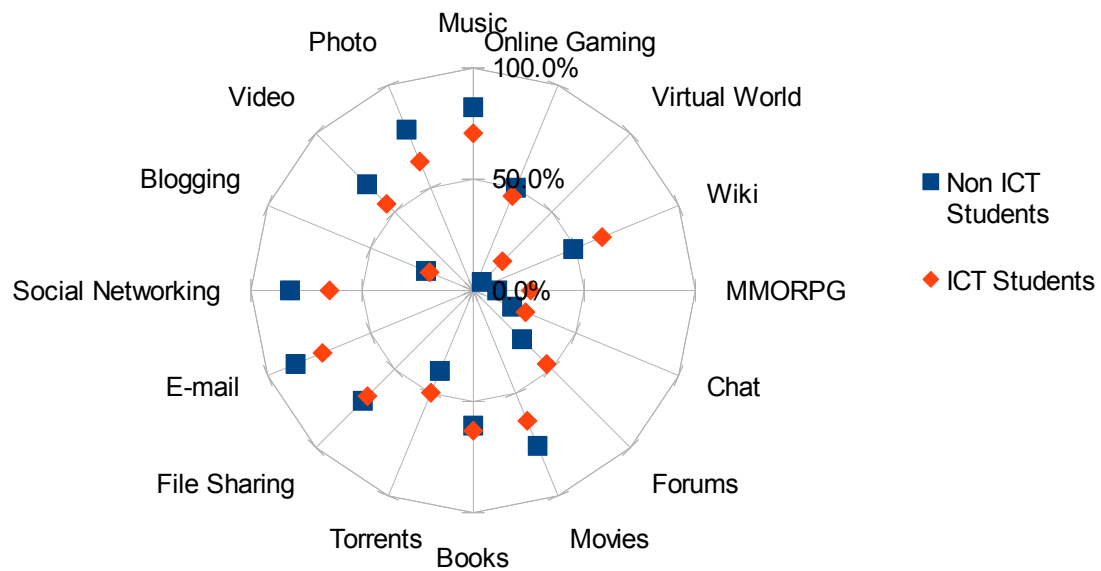 Music
Photo
Online Gaming
100.0%
Video
Virtual World
50.0%
Blogging
Wiki
Non ICT
Students
Social Networking
0.0%
MMORPG
ICT Students
E-mail
Chat
File Sharing
Forums
Torrents
Movies
Books